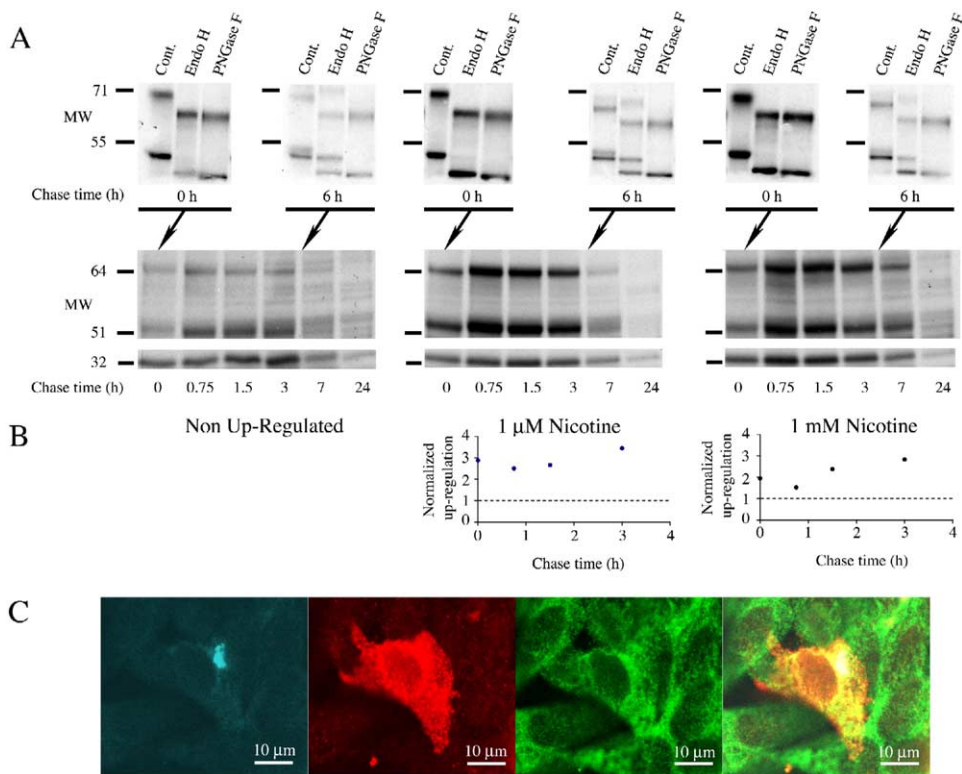 A
Cont. Endo H PNGase F Cont. Endo H PNGase F Cont. Endo H PNGase F Cont. Endo H PNGase F Cont. Endo H PNGase F Cont. Endo H PNGase F
71
MW
55
Chase time (h) 0 h 6 h 0 h 6 h 0 h 6 h
64
MW
51
32
Chase time (h) 0 0.75 1.5 3 7 24 0 0.75 1.5 3 7 24 0 0.75 1.5 3 7 24
Non Up-Regulated 1 µM Nicotine 1 mM Nicotine
B
Normalized
up-regulation
4
3
2
1
0
0 1 2 3 4
Chase time (h)
Normalized
up-regulation
4
3
2
1
0
0 1 2 3 4
Chase time (h)
C
10 µm 10 µm 10 µm 10 µm